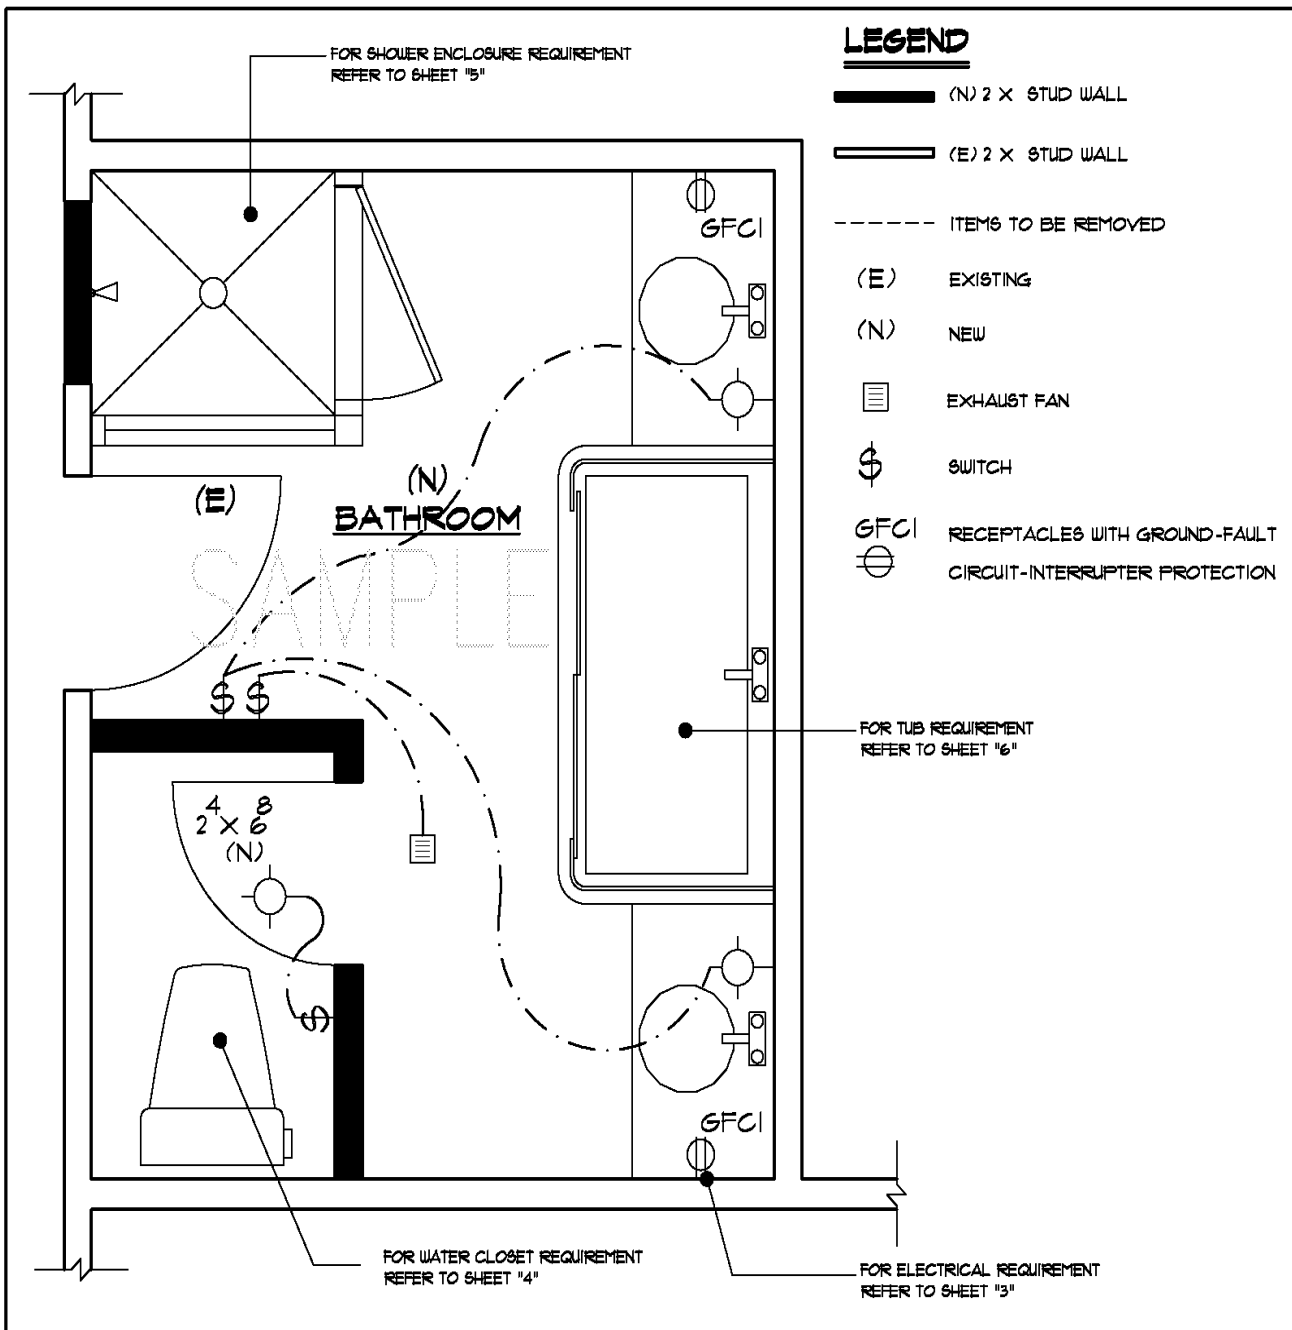 FOR SHOWER ENCLOSURE REQUIREMENT
REFER TO SHEET "5"
LEGEND
(N) 2 X STUD WALL
(E) 2 X STUD WALL
ITEMS TO BE REMOVED
(E) EXISTING
(N) NEW
EXHAUST FAN
$ SWITCH
GFCI RECEPTACLES WITH GROUND-FAULT
CIRCUIT-INTERRUPTER PROTECTION
GFCI
(E)
(N)
BATHROOM
SAMPLE
$ $
FOR TUB REQUIREMENT
REFER TO SHEET "6"
2⁴ X 6⁸
(N)
$
GFCI
FOR WATER CLOSET REQUIREMENT
REFER TO SHEET "4"
FOR ELECTRICAL REQUIREMENT
REFER TO SHEET "3"